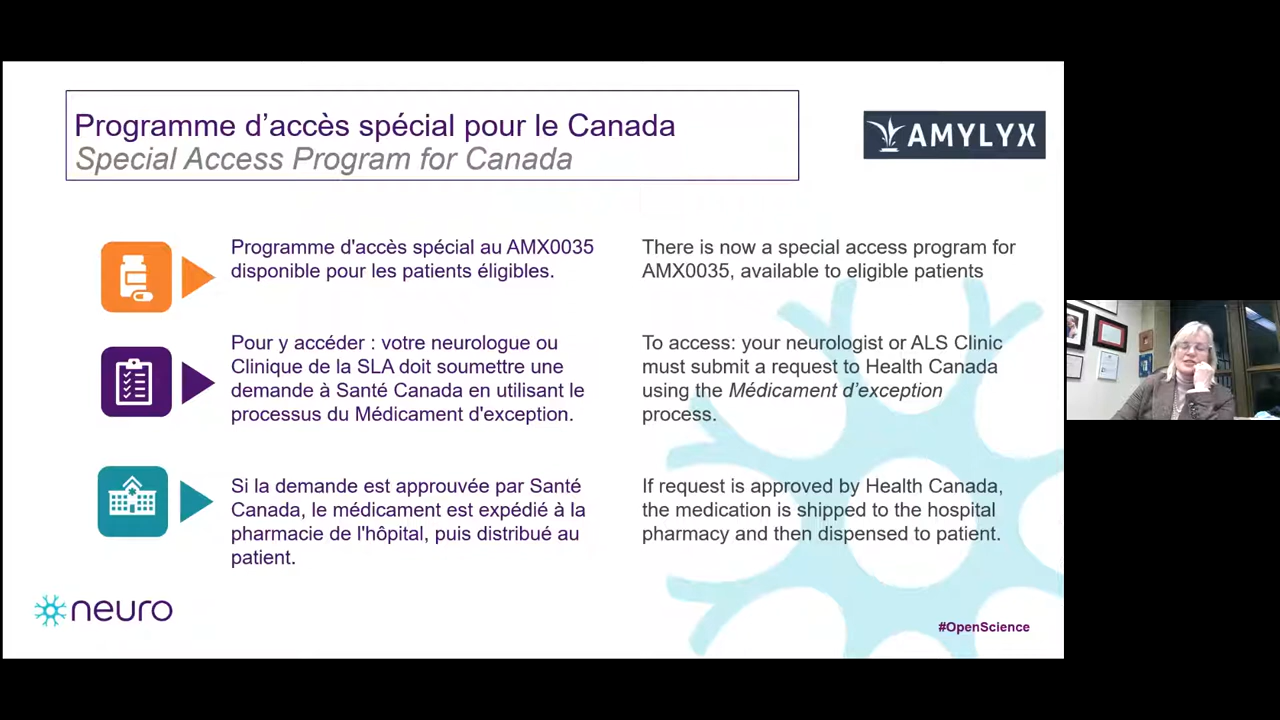 Programme d'accès spécial pour le Canada
Special Access Program for Canada
AMYLYX
Programme d'accès spécial au AMX0035
disponible pour les patients éligibles.
There is now a special access program for
AMX0035, available to eligible patients
Pour y accéder : votre neurologue ou
Clinique de la SLA doit soumettre une
demande à Santé Canada en utilisant le
processus du Médicament d'exception.
To access: your neurologist or ALS Clinic
must submit a request to Health Canada
using the Médicament d'exception
process.
Si la demande est approuvée par Santé
Canada, le médicament est expédié à la
pharmacie de l'hôpital, puis distribué au
patient.
If request is approved by Health Canada,
the medication is shipped to the hospital
pharmacy and then dispensed to patient.
neuro
#OpenScience